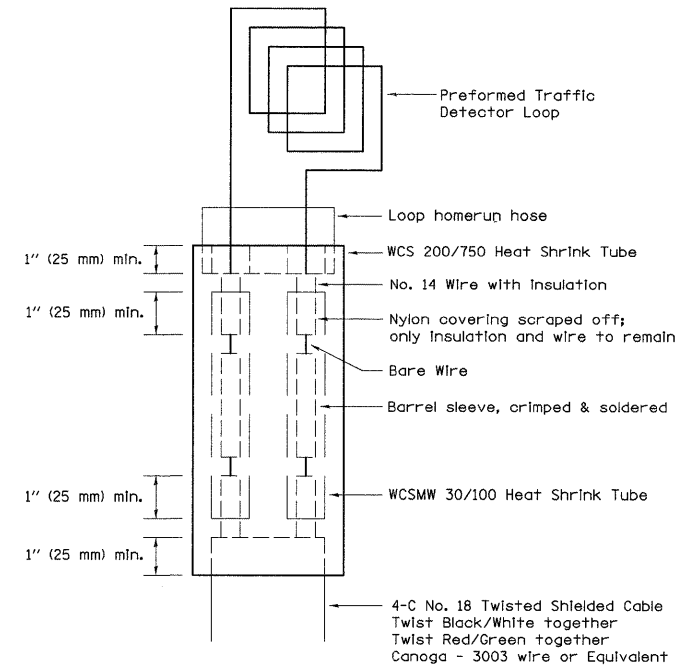 Preformed Traffic
Detector Loop
Loop homerun hose
WCS 200/750 Heat Shrink Tube
1" (25 mm) min.
No. 14 Wire with insulation
1" (25 mm) min.
Nylon covering scraped off;
only insulation and wire to remain
Bare Wire
Barrel sleeve, crimped & soldered
1" (25 mm) min.
WCSMW 30/100 Heat Shrink Tube
1" (25 mm) min.
4-C No. 18 Twisted Shielded Cable
Twist Black/White together
Twist Red/Green together
Canoga - 3003 wire or Equivalent